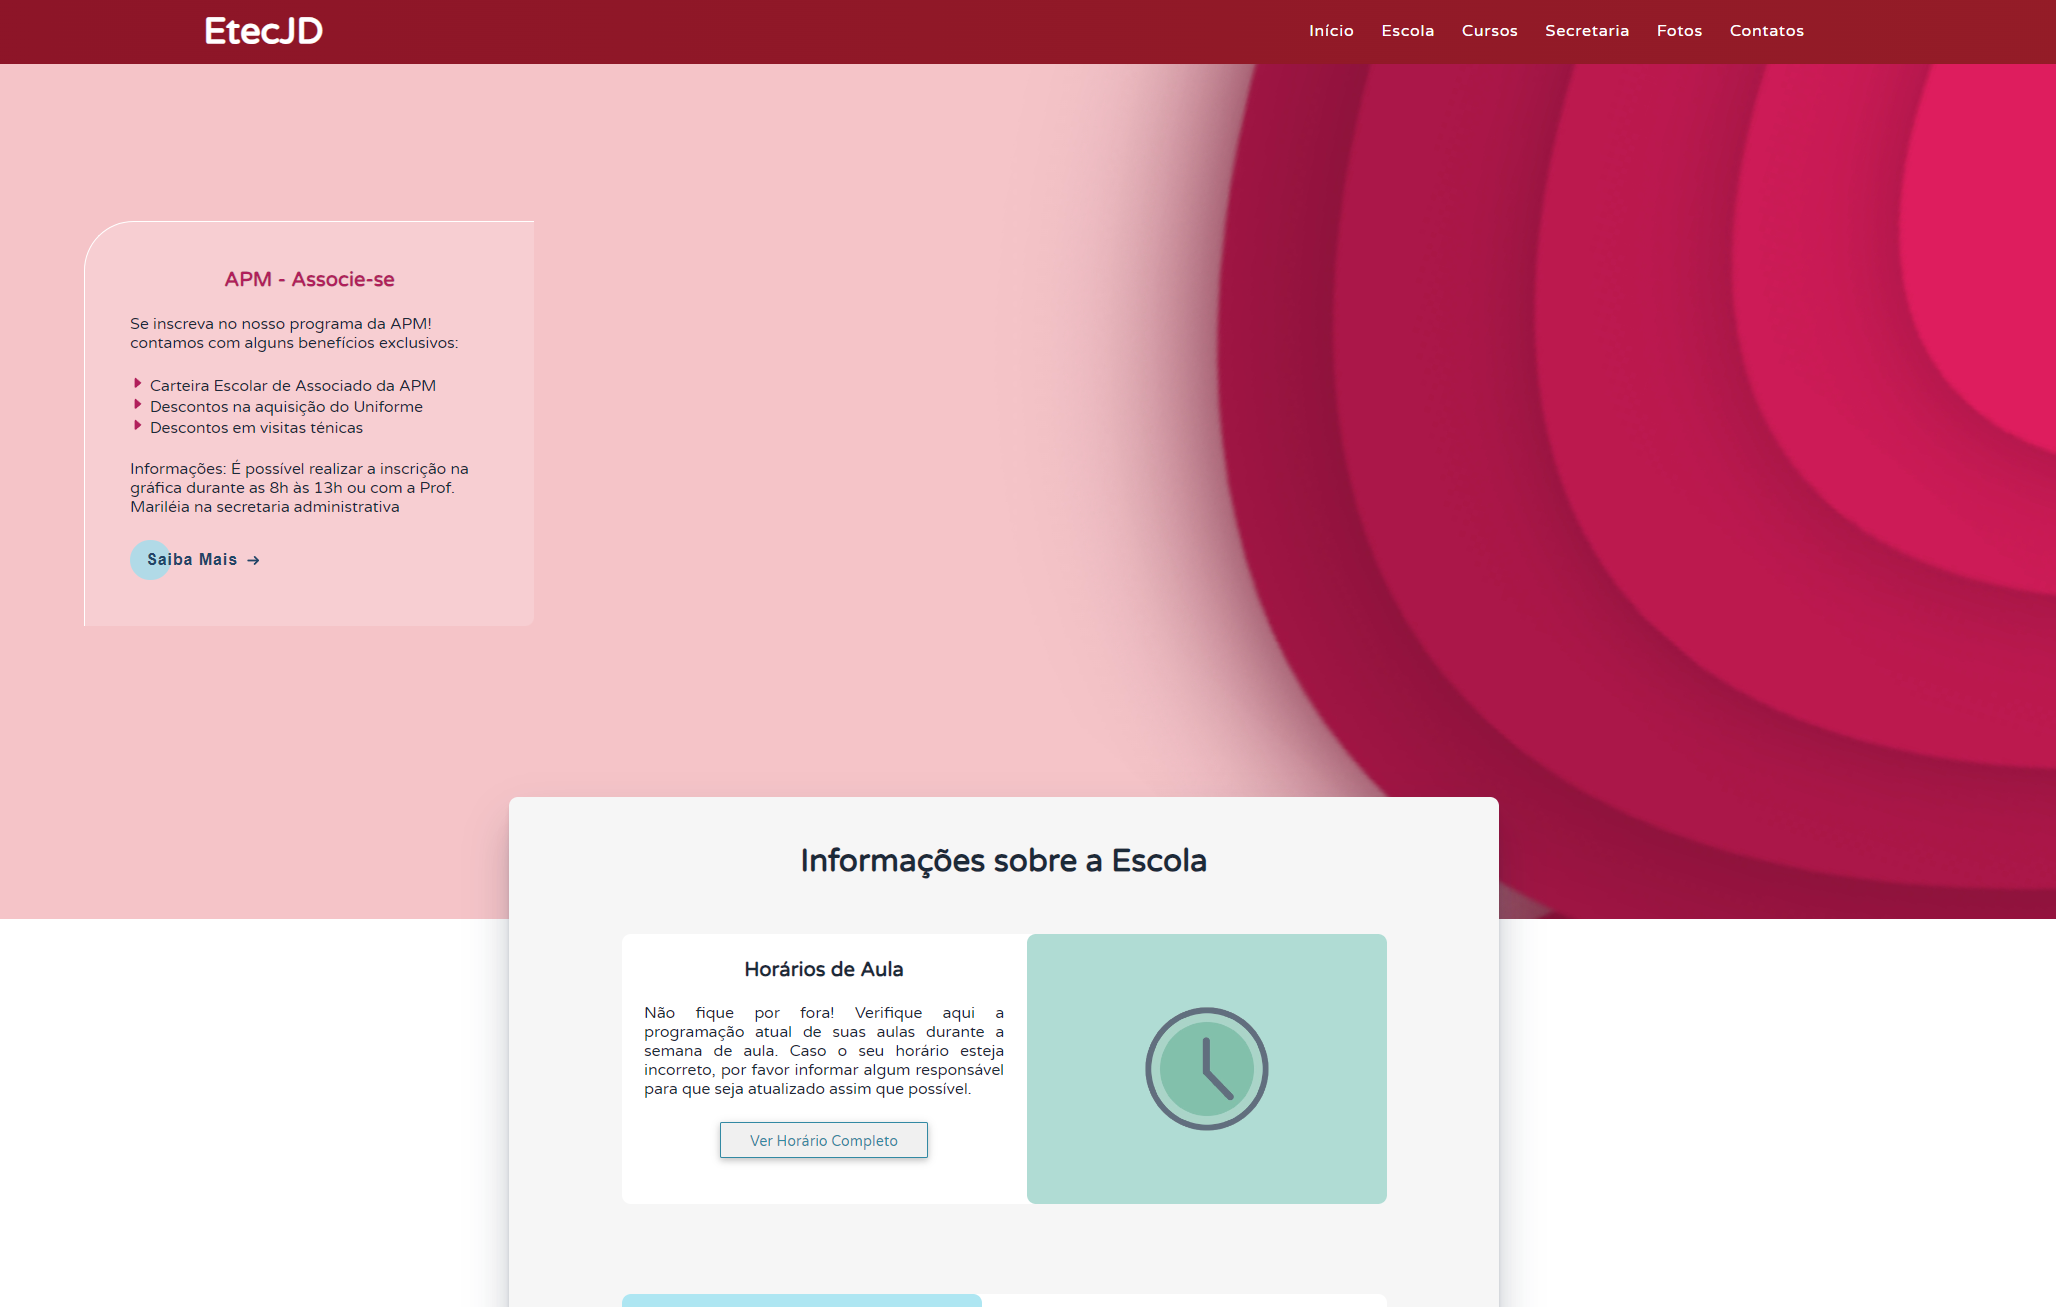 EtecJD
Início Escola Cursos Secretaria Fotos Contatos
APM - Associe-se
Se inscreva no nosso programa da APM!
contamos com alguns benefícios exclusivos:
Carteira Escolar de Associado da APM
Descontos na aquisição do Uniforme
Descontos em visitas ténicas
Informações: É possível realizar a inscrição na
gráfica durante as 8h às 13h ou com a Prof.
Mariléia na secretaria administrativa
Saiba Mais →
Informações sobre a Escola
Horários de Aula
Não fique por fora! Verifique aqui a
programação atual de suas aulas durante a
semana de aula. Caso o seu horário esteja
incorreto, por favor informar algum responsável
para que seja atualizado assim que possível.
Ver Horário Completo